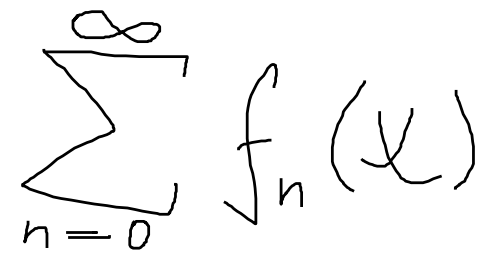 ∞
∑ fₙ(x)
n=0